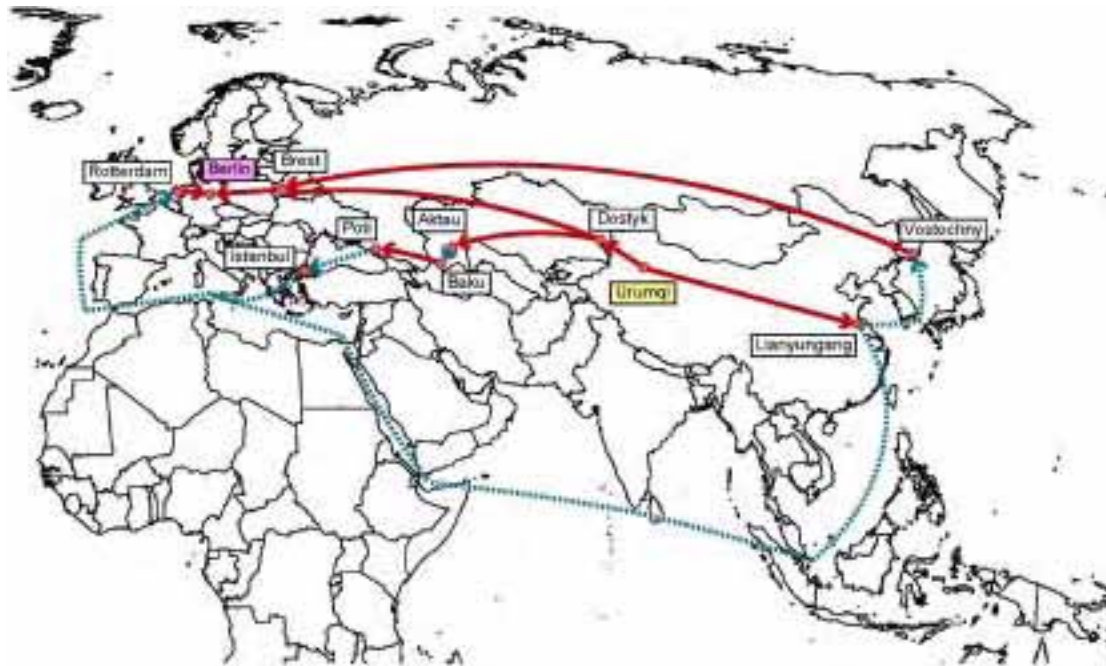 Berlin
Brest
Rotterdam
Poti
Aktau
Dostyk
Vostochny
Istanbul
Baku
Urumqi
Lianyungang